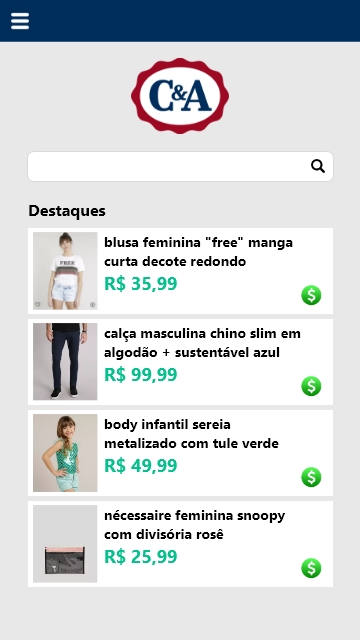 C&A
Destaques
blusa feminina "free" manga
curta decote redondo
R$ 35,99
FREE
calça masculina chino slim em
algodão + sustentável azul
R$ 99,99
body infantil sereia
metalizado com tule verde
R$ 49,99
nécessaire feminina snoopy
com divisória rosê
R$ 25,99